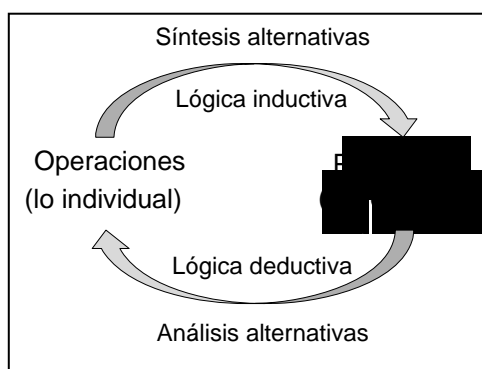 Síntesis alternativas
Lógica inductiva
Operaciones
(lo individual)
Lógica deductiva
Análisis alternativas